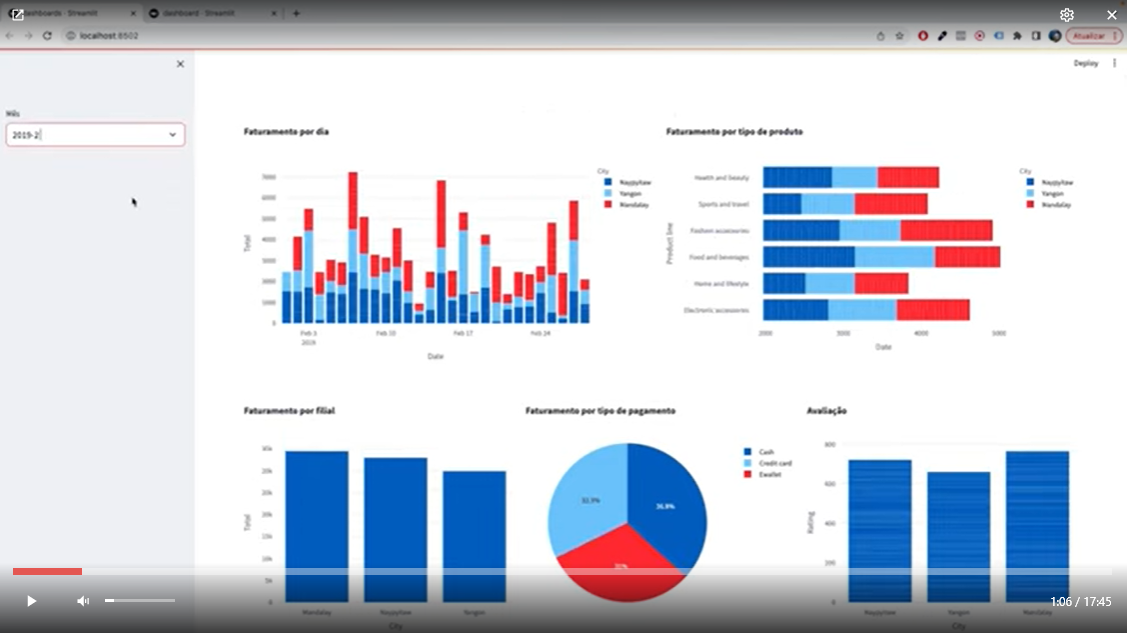 dashboards - Streamlit
dashboard - Streamlit
localhost:8502
Atualizar
Deploy
Mês
2019-2
Faturamento por dia
Total
7000
6000
5000
4000
3000
2000
1000
0
Feb 3
2019
Feb 10
Feb 17
Feb 24
Date
City
Naypyitaw
Yangon
Mandalay
Faturamento por tipo de produto
Product line
Health and beauty
Sports and travel
Fashion accessories
Food and beverages
Home and lifestyle
Electronic accessories
2000
3000
4000
5000
Date
City
Naypyitaw
Yangon
Mandalay
Faturamento por filial
Total
20k
15k
10k
5k
0
Mandalay
Naypyitaw
Yangon
City
Faturamento por tipo de pagamento
32,3%
36,8%
31%
Cash
Credit card
Ewallet
Avaliação
Rating
800
600
400
200
0
Naypyitaw
Yangon
Mandalay
City
1:06 / 17:45